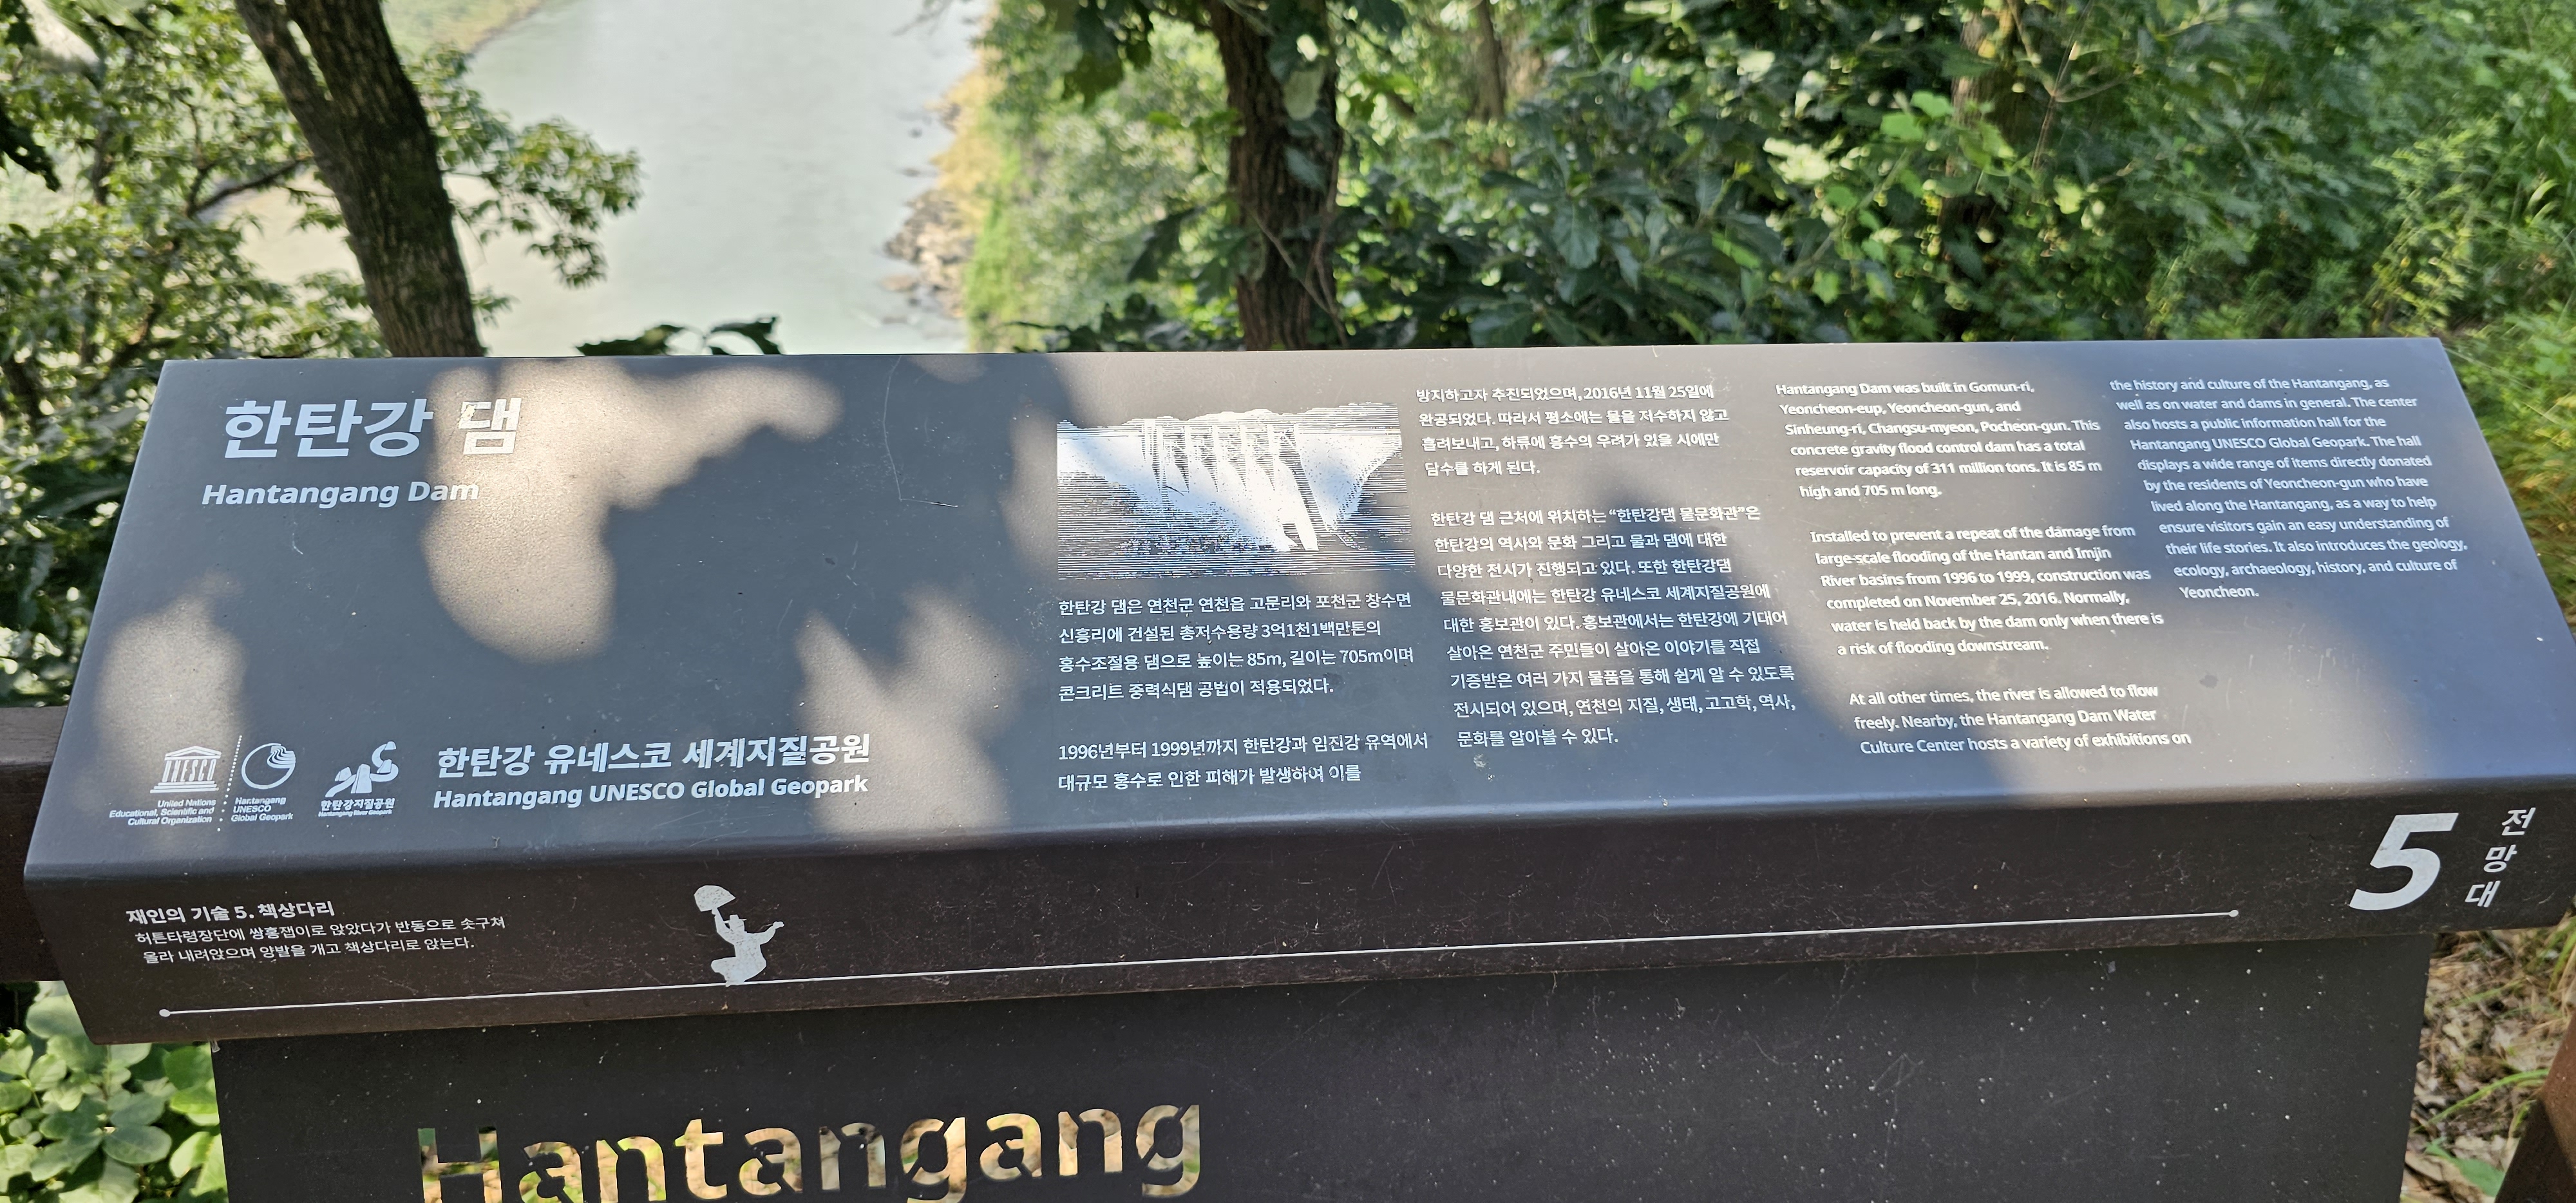 한탄강 댐
Hantangang Dam
UNESCO
United Nations
Educational, Scientific and
Cultural Organization
Hantangang
UNESCO
Global Geopark
한탄강지질공원
Hantangang River Geopark
한탄강 유네스코 세계지질공원
Hantangang UNESCO Global Geopark
한탄강 댐은 연천군 연천읍 고문리와 포천군 창수면
신흥리에 건설된 총저수용량 3억1천1백만톤의
홍수조절용 댐으로 높이는 85m, 길이는 705m이며
콘크리트 중력식댐 공법이 적용되었다.
1996년부터 1999년까지 한탄강과 임진강 유역에서
대규모 홍수로 인한 피해가 발생하여 이를
방지하고자 추진되었으며, 2016년 11월 25일에
완공되었다. 따라서 평소에는 물을 저수하지 않고
흘려보내고, 하류에 홍수의 우려가 있을 시에만
담수를 하게 된다.
한탄강 댐 근처에 위치하는 “한탄강댐 물문화관”은
한탄강의 역사와 문화 그리고 물과 댐에 대한
다양한 전시가 진행되고 있다. 또한 한탄강댐
물문화관내에는 한탄강 유네스코 세계지질공원에
대한 홍보관이 있다. 홍보관에서는 한탄강에 기대어
살아온 연천군 주민들이 살아온 이야기를 직접
기증받은 여러 가지 물품을 통해 쉽게 알 수 있도록
전시되어 있으며, 연천의 지질, 생태, 고고학, 역사,
문화를 알아볼 수 있다.
Hantangang Dam was built in Gomun-ri,
Yeoncheon-eup, Yeoncheon-gun, and
Sinheung-ri, Changsu-myeon, Pocheon-gun. This
concrete gravity flood control dam has a total
reservoir capacity of 311 million tons. It is 85 m
high and 705 m long.
Installed to prevent a repeat of the damage from
large-scale flooding of the Hantan and Imjin
River basins from 1996 to 1999, construction was
completed on November 25, 2016. Normally,
water is held back by the dam only when there is
a risk of flooding downstream.
At all other times, the river is allowed to flow
freely. Nearby, the Hantangang Dam Water
Culture Center hosts a variety of exhibitions on
the history and culture of the Hantangang, as
well as on water and dams in general. The center
also hosts a public information hall for the
Hantangang UNESCO Global Geopark. The hall
displays a wide range of items directly donated
by the residents of Yeoncheon-gun who have
lived along the Hantangang, as a way to help
ensure visitors gain an easy understanding of
their life stories. It also introduces the geology,
ecology, archaeology, history, and culture of
Yeoncheon.
재인의 기술 5. 책상다리
허튼타령장단에 쌍홍잽이로 앉았다가 반동으로 솟구쳐
올라 내려앉으며 양발을 개고 책상다리로 앉는다.
5
전망대
Hantangang